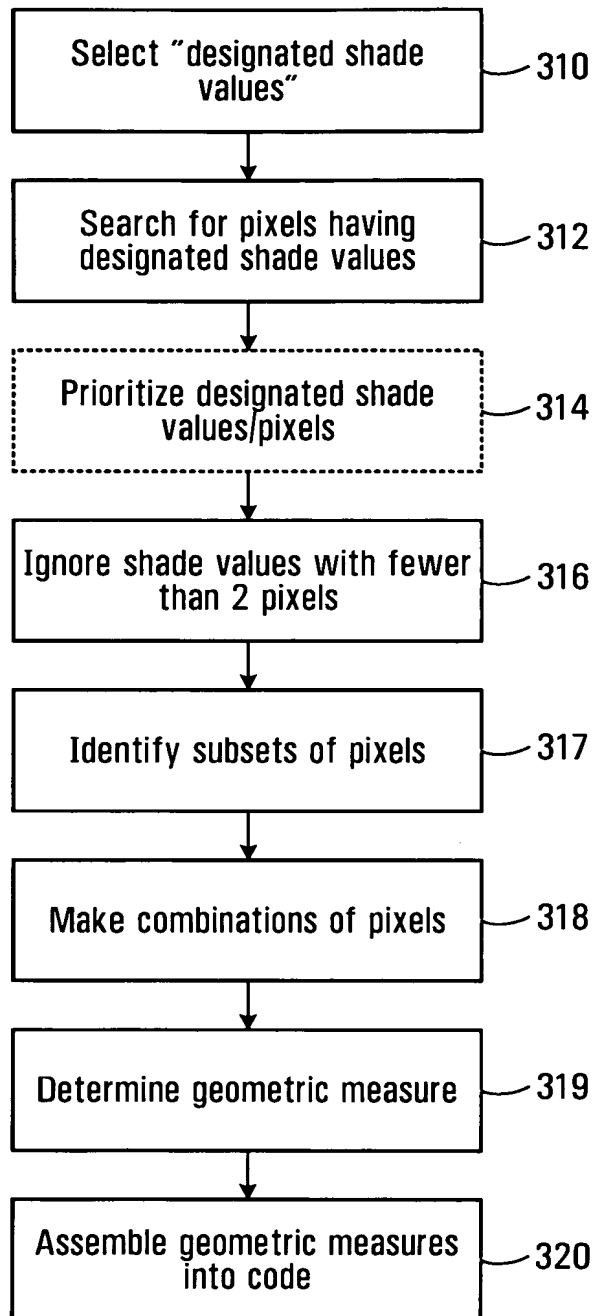 Select "designated shade
values"
310
Search for pixels having
designated shade values
312
Prioritize designated shade
values/pixels
314
Ignore shade values with fewer
than 2 pixels
316
Identify subsets of pixels
317
Make combinations of pixels
318
Determine geometric measure
319
Assemble geometric measures
into code
320